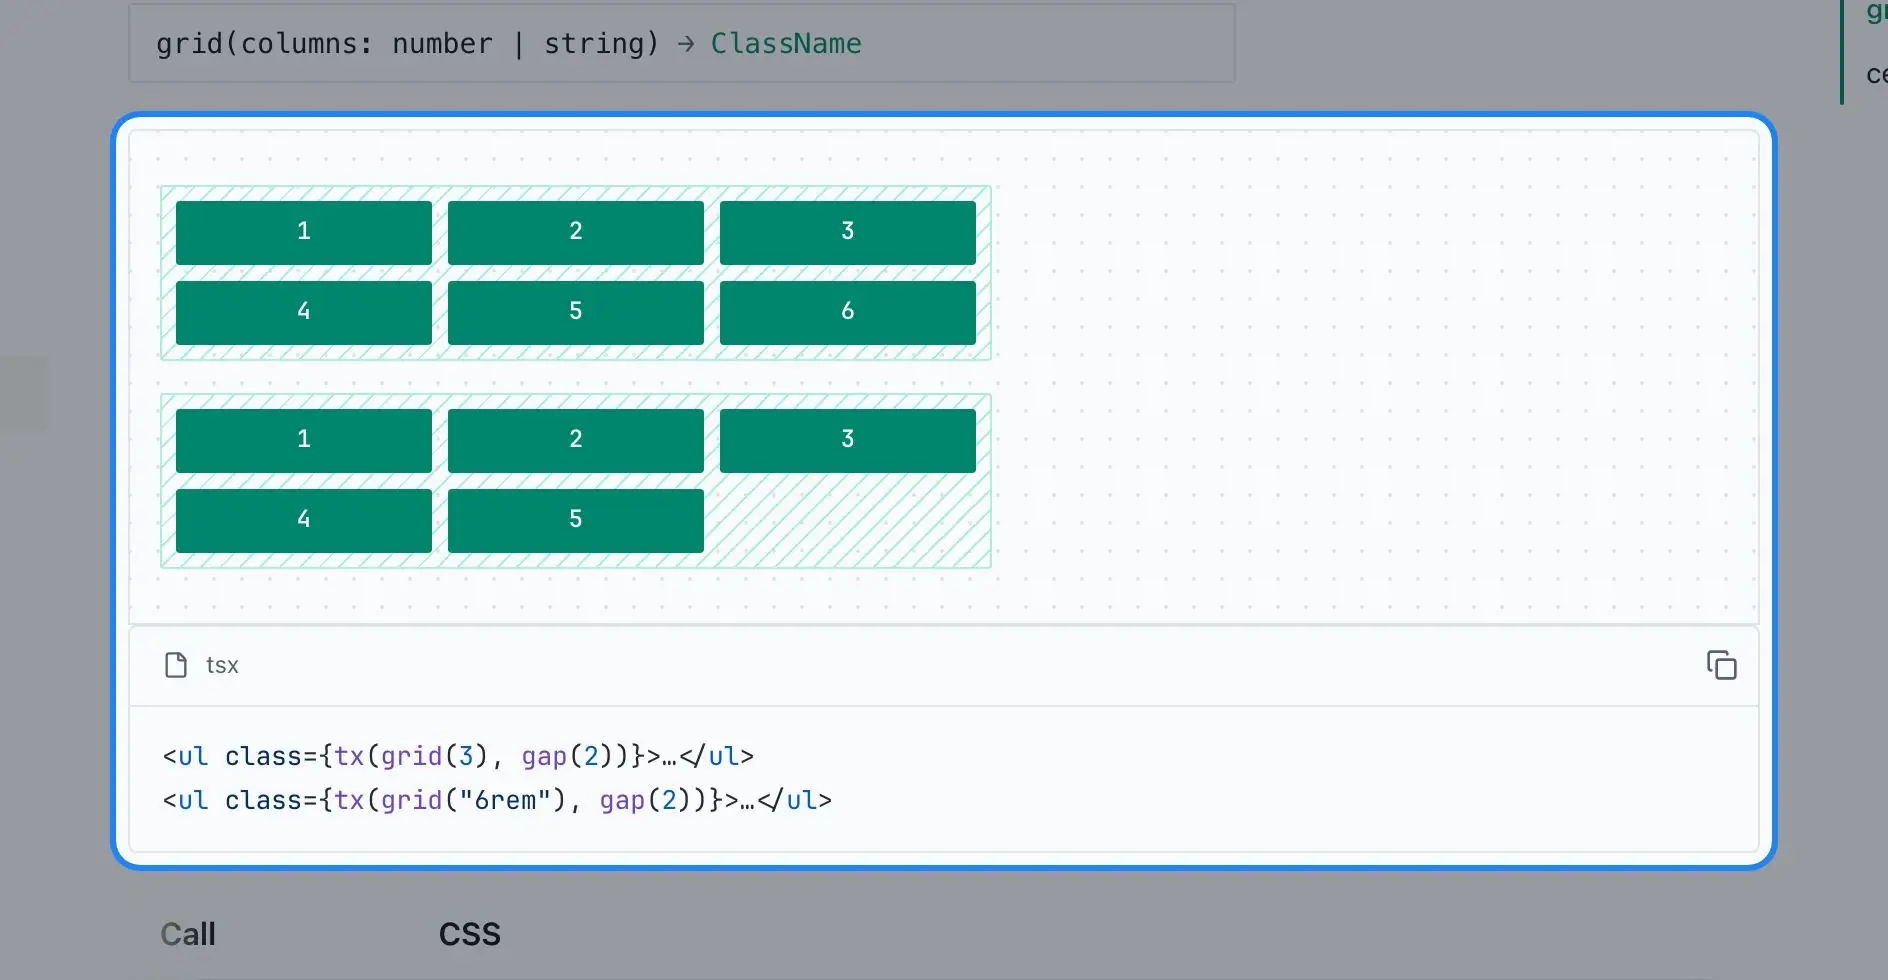 grid(columns: number | string) → ClassName
1 2 3
4 5 6
1 2 3
4 5
tsx
<ul class={tx(grid(3), gap(2))}>…</ul>
<ul class={tx(grid("6rem"), gap(2))}>…</ul>
Call CSS